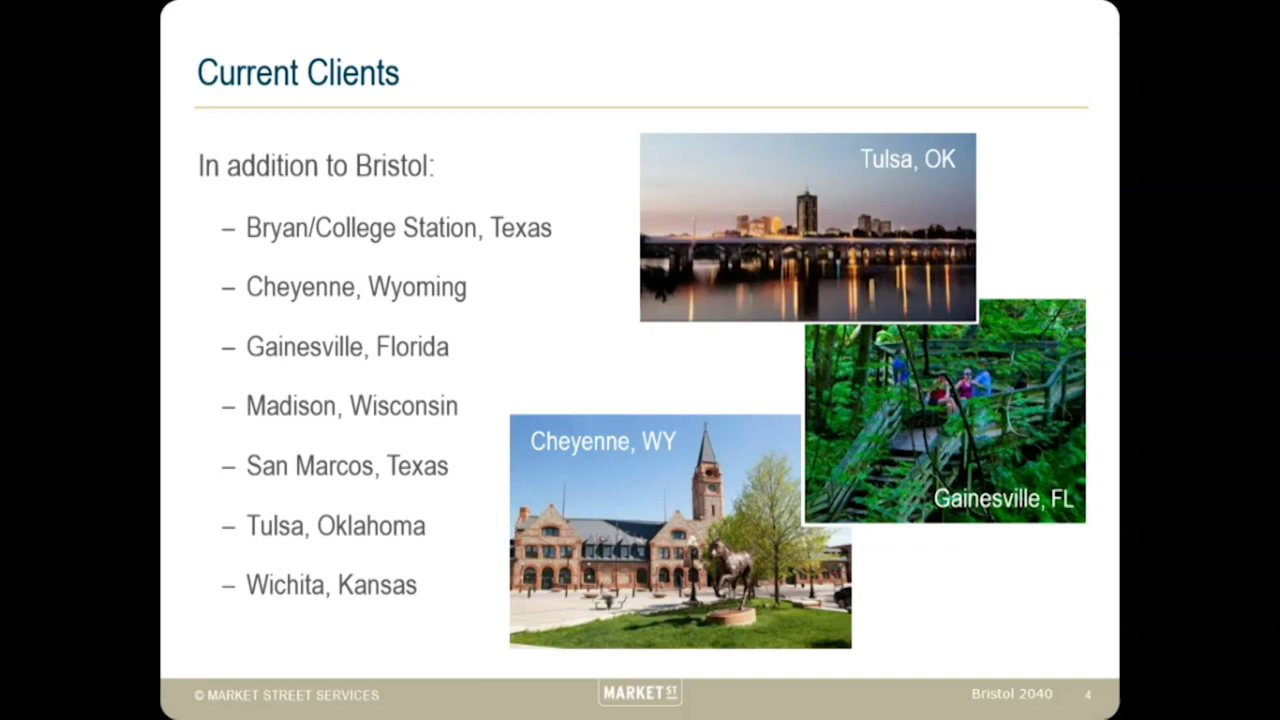 Current Clients
In addition to Bristol:
– Bryan/College Station, Texas
– Cheyenne, Wyoming
– Gainesville, Florida
– Madison, Wisconsin
– San Marcos, Texas
– Tulsa, Oklahoma
– Wichita, Kansas
Tulsa, OK
Gainesville, FL
Cheyenne, WY
© MARKET STREET SERVICES
MARKET ST
Bristol 2040
4